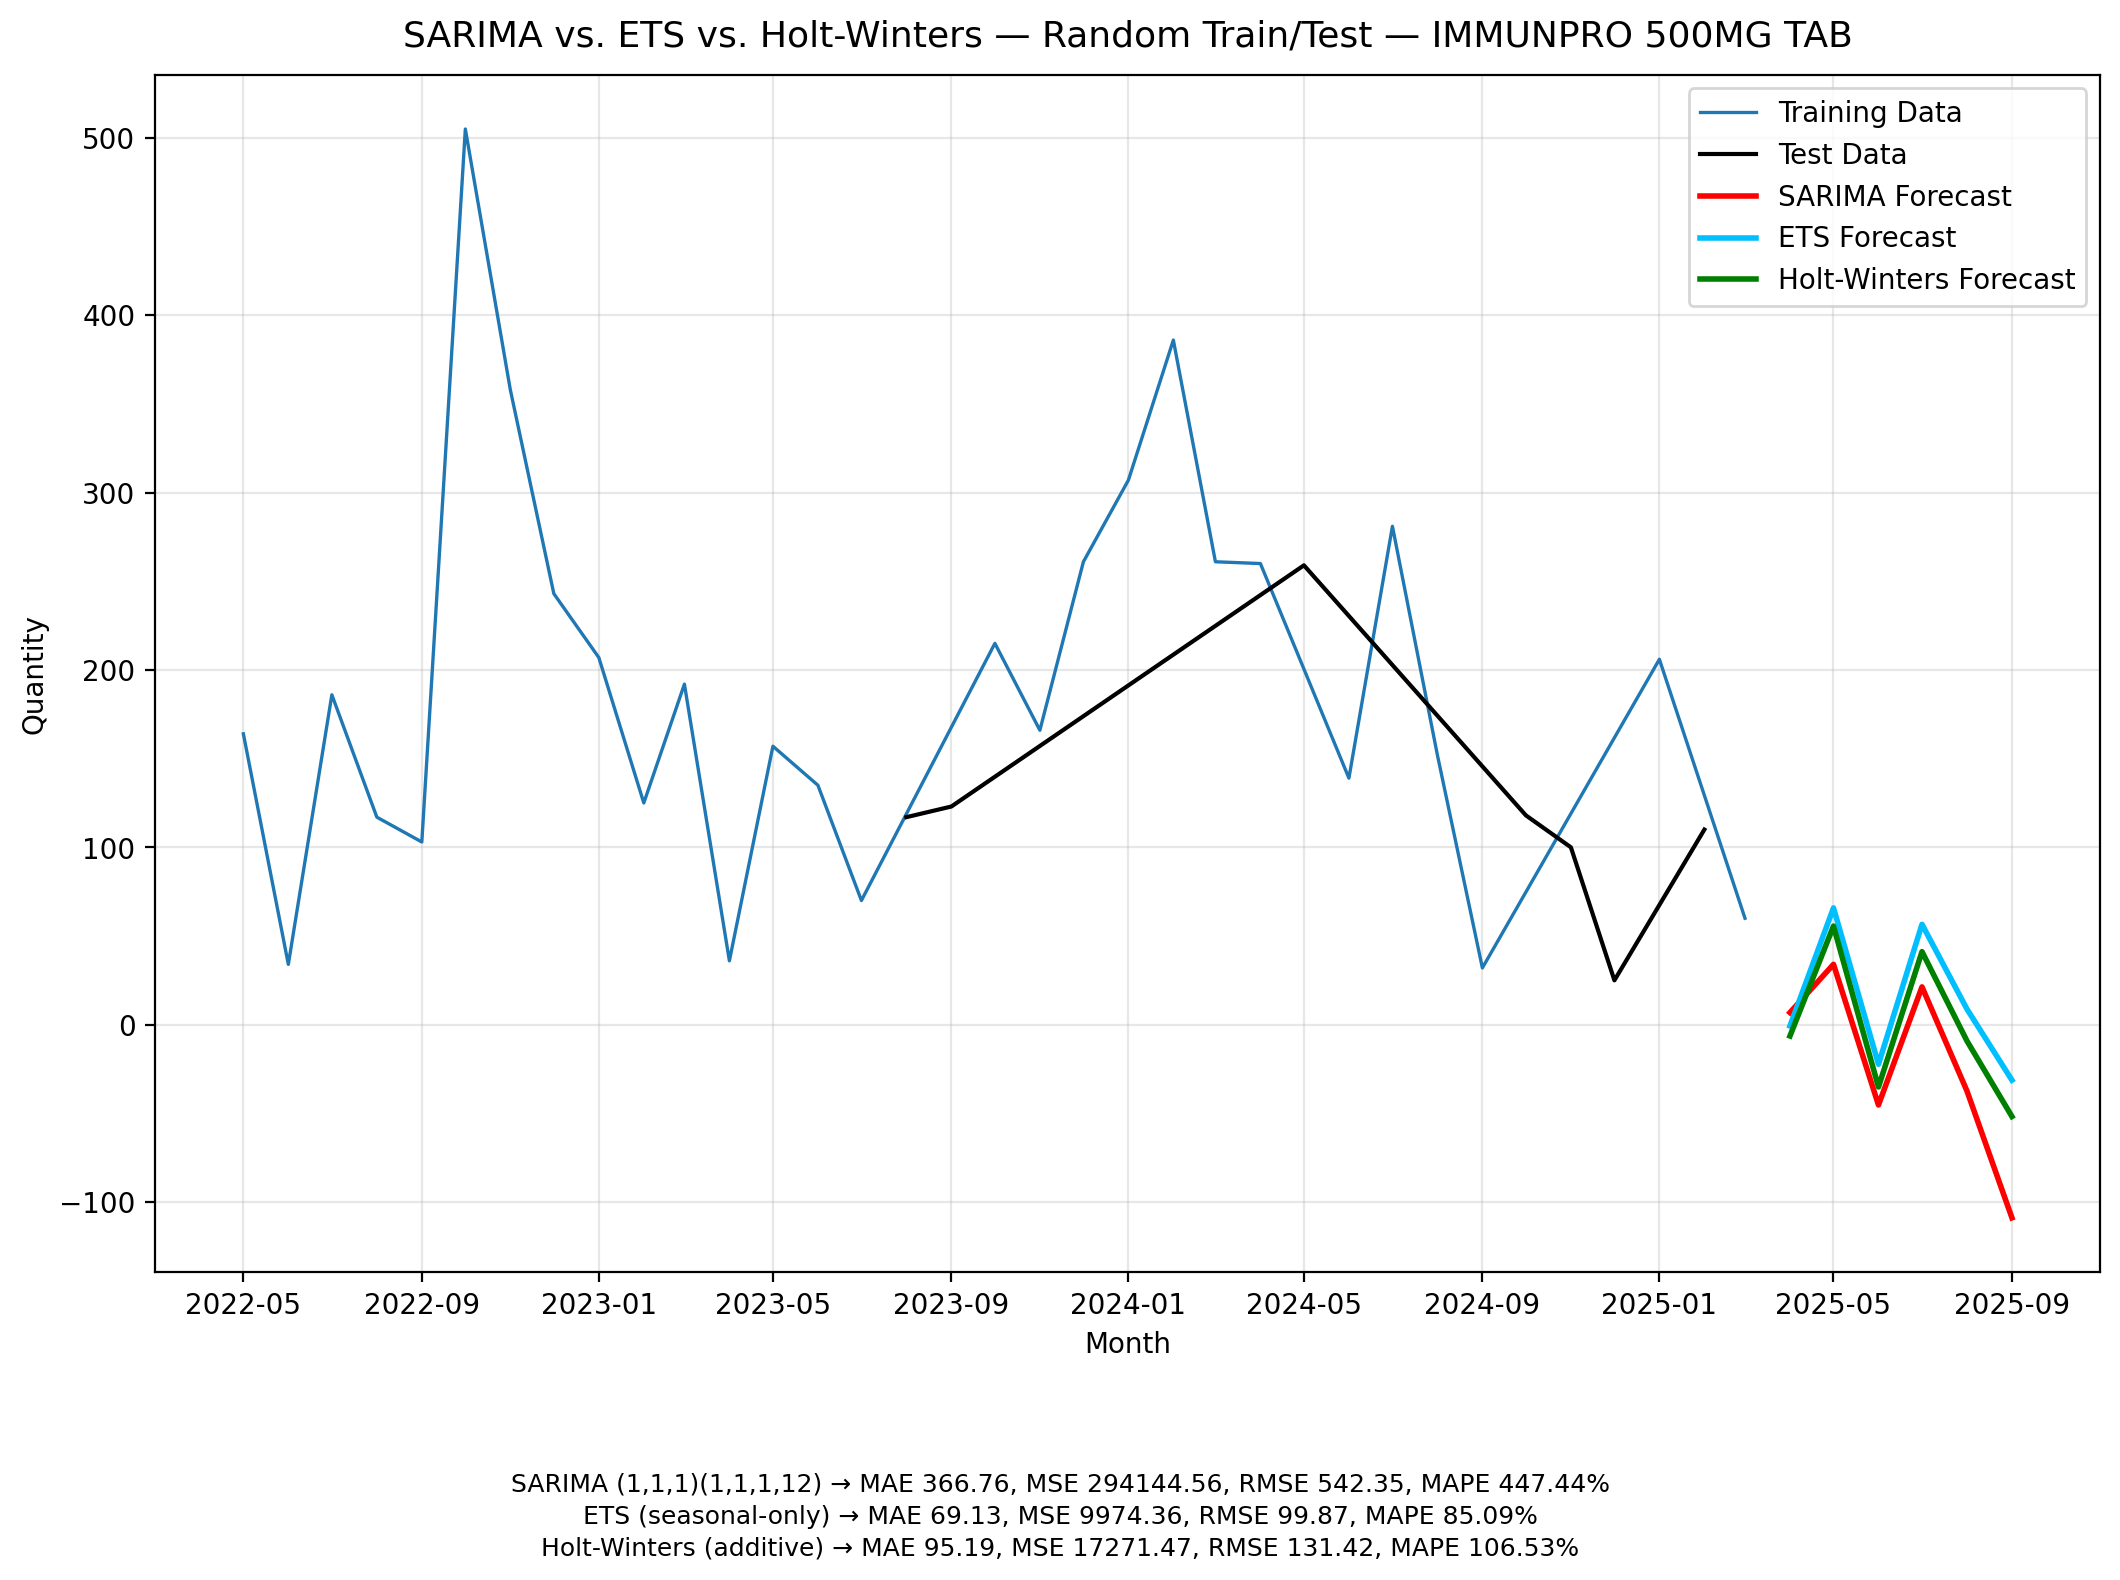 SARIMA vs. ETS vs. Holt-Winters — Random Train/Test — IMMUNPRO 500MG TAB
Training Data
Test Data
SARIMA Forecast
ETS Forecast
Holt-Winters Forecast
Quantity
500
400
300
200
100
0
−100
2022-05 2022-09 2023-01 2023-05 2023-09 2024-01 2024-05 2024-09 2025-01 2025-05 2025-09
Month
SARIMA (1,1,1)(1,1,1,12) → MAE 366.76, MSE 294144.56, RMSE 542.35, MAPE 447.44%
ETS (seasonal-only) → MAE 69.13, MSE 9974.36, RMSE 99.87, MAPE 85.09%
Holt-Winters (additive) → MAE 95.19, MSE 17271.47, RMSE 131.42, MAPE 106.53%